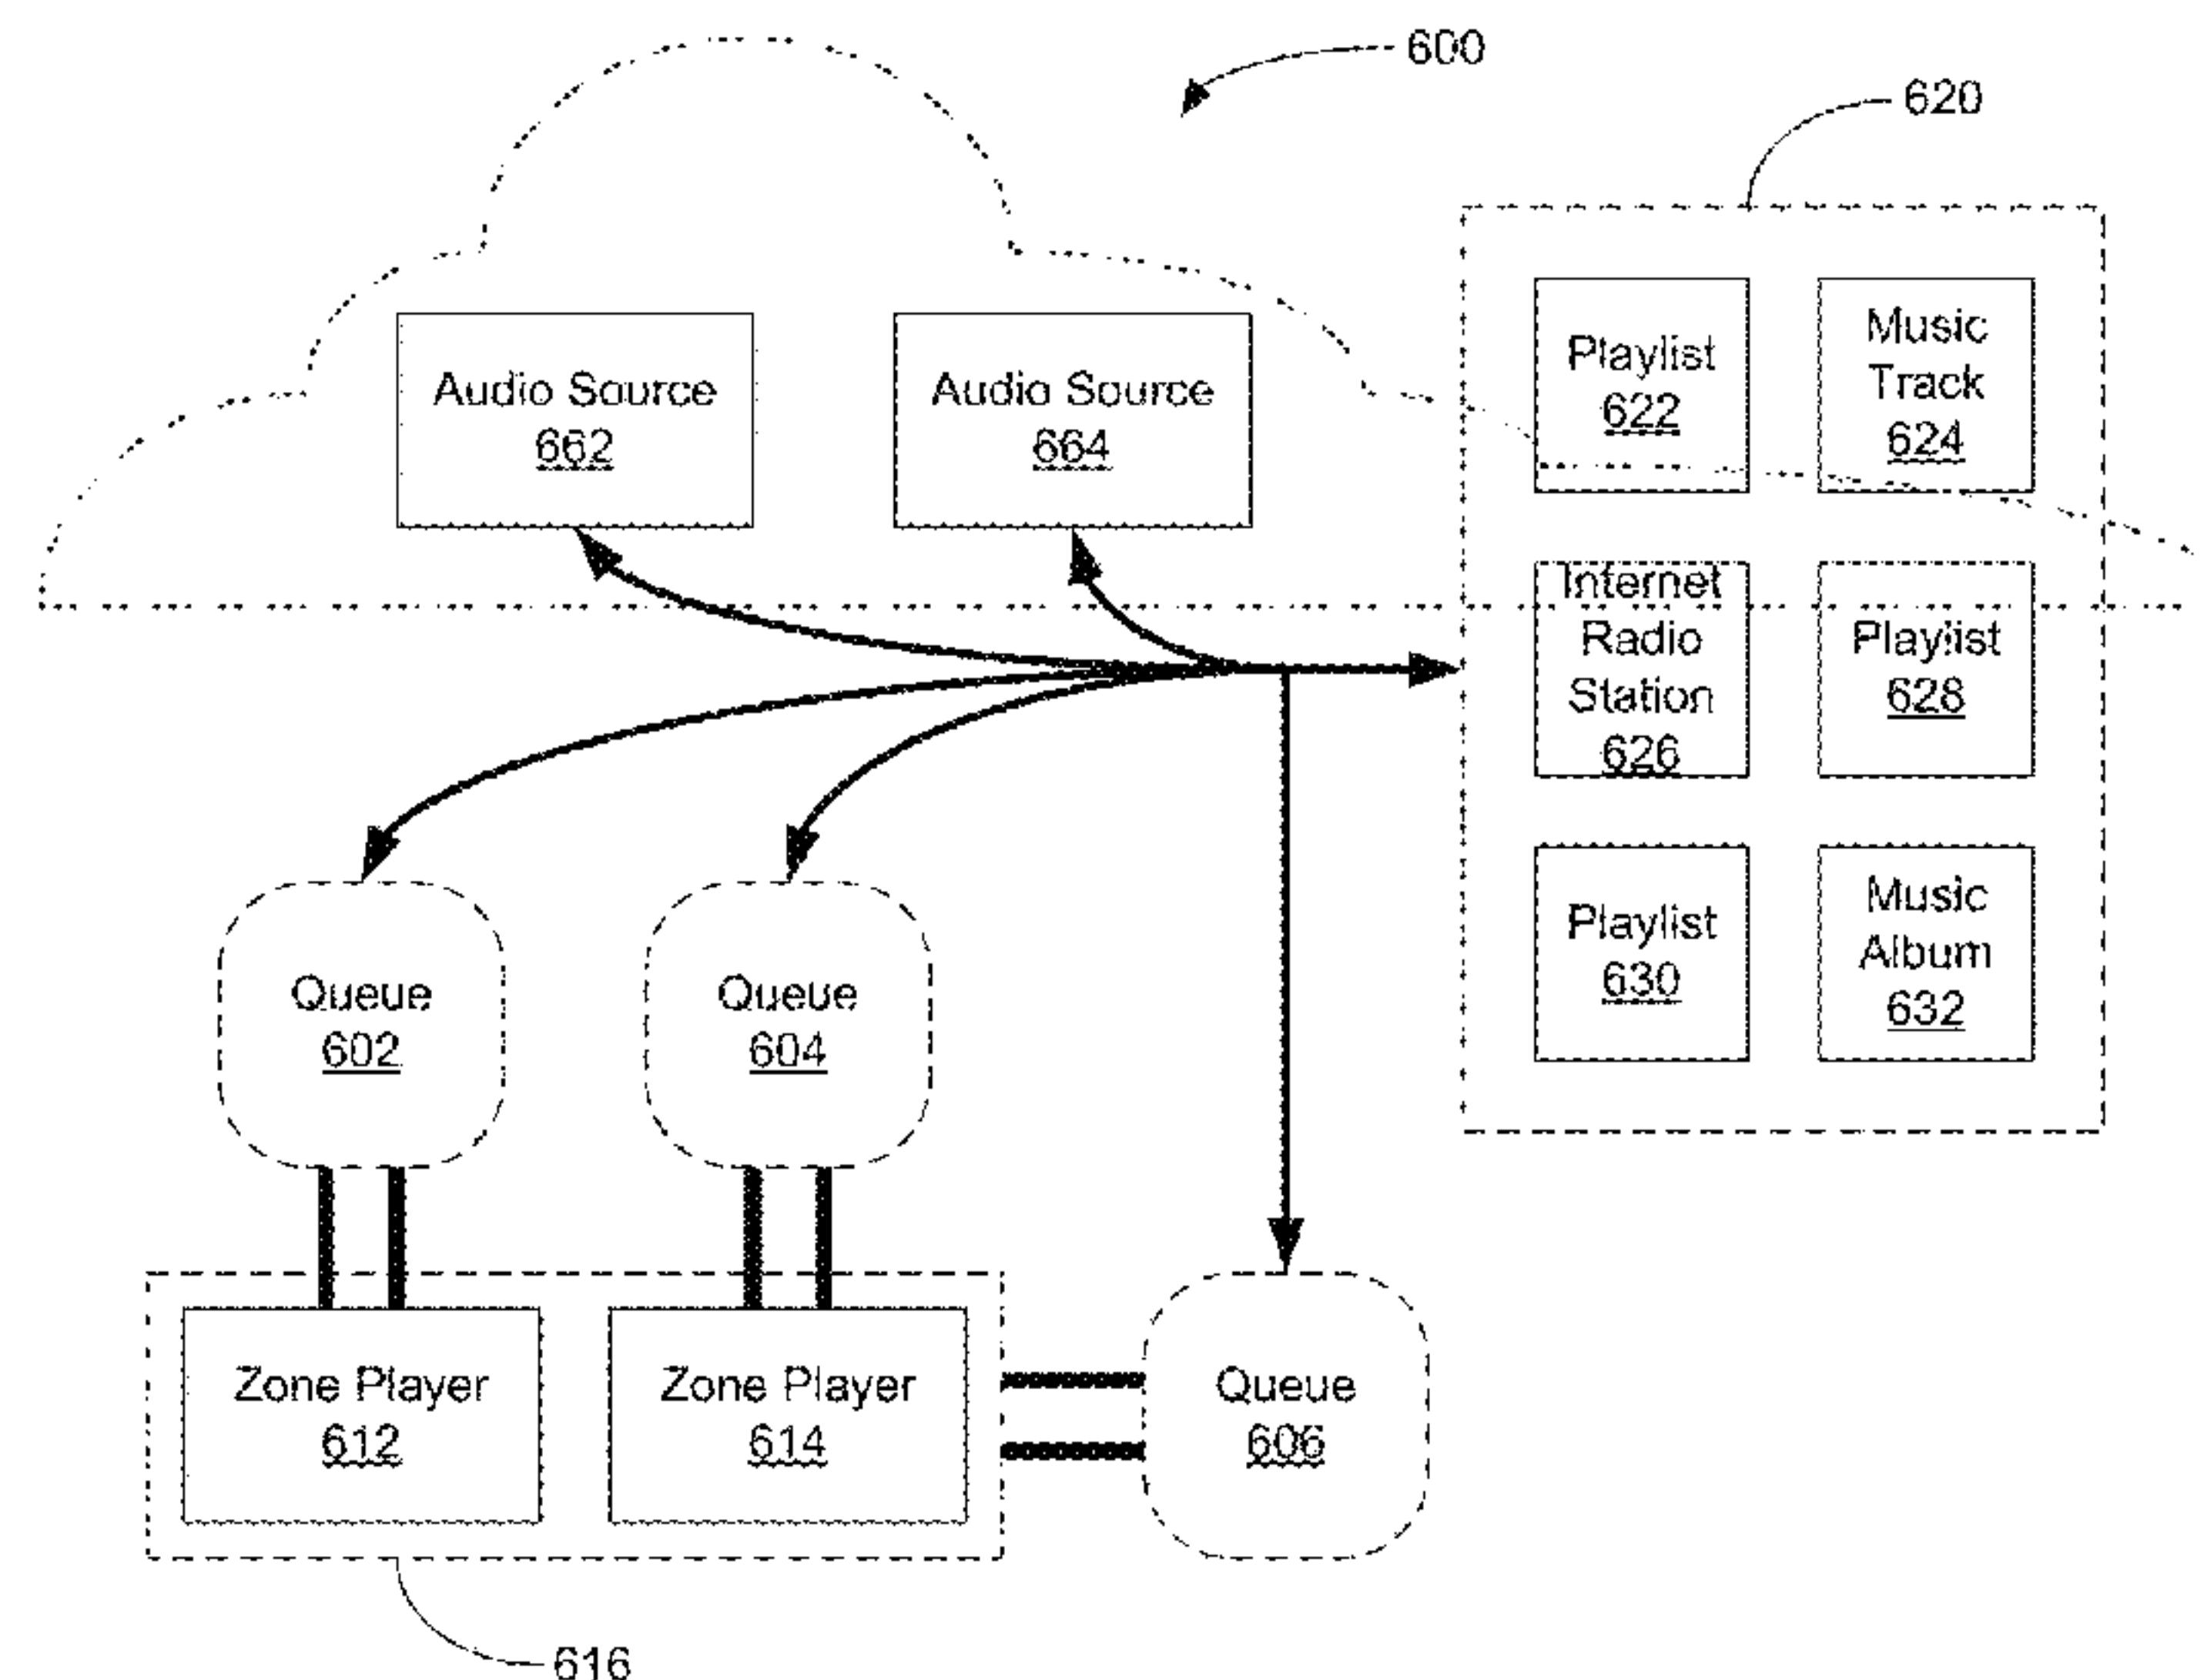 600
620
Audio Source
662
Audio Source
664
Playlist
622
Music
Track
624
Internet
Radio
Station
626
Playlist
628
Playlist
630
Music
Album
632
Queue
602
Queue
604
Zone Player
612
Zone Player
614
Queue
606
616